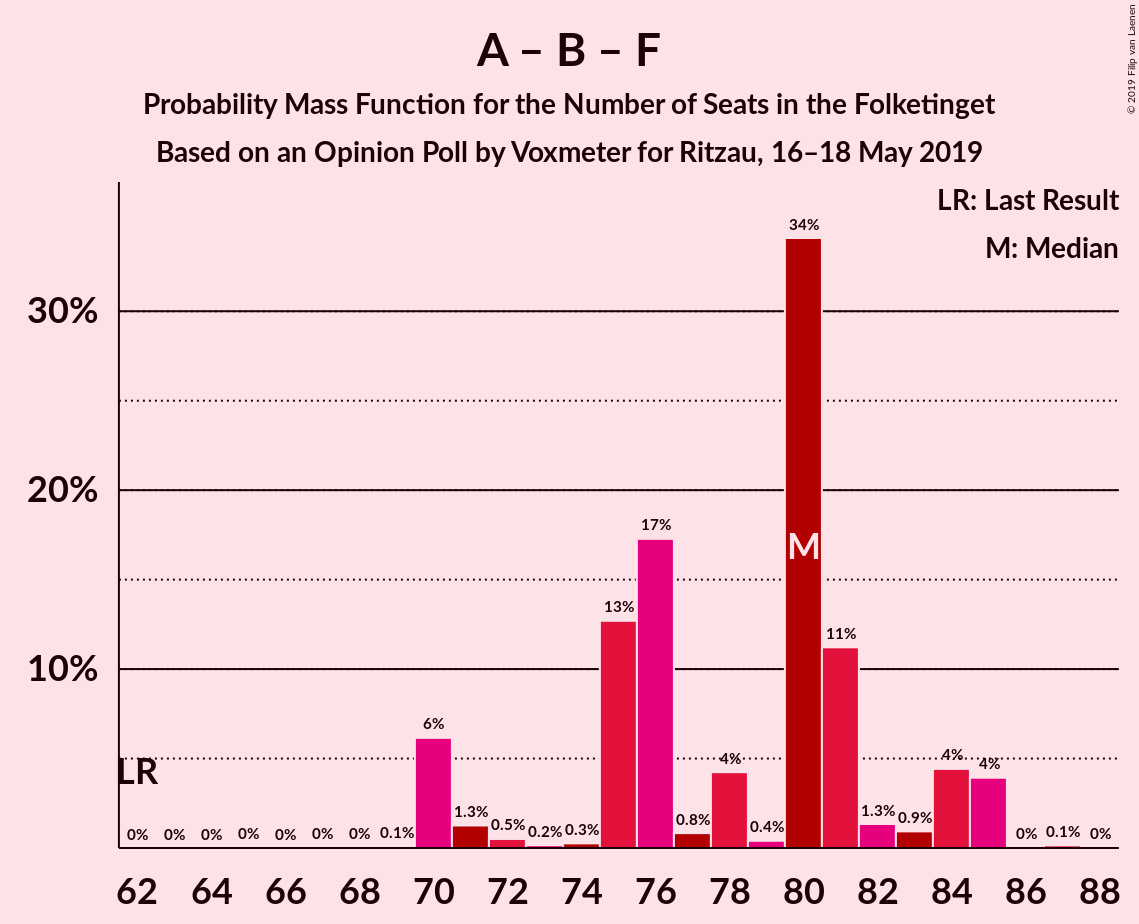 A – B – F
Probability Mass Function for the Number of Seats in the Folketinget
Based on an Opinion Poll by Voxmeter for Ritzau, 16–18 May 2019
© 2019 Filip van Laenen
LR: Last Result
M: Median
34%
30%
20%
17%
M
13%
11%
10%
6%
4%
4%
4%
LR
1.3%
1.3%
0.9%
0.8%
0.5%
0.4%
0.3%
0.2%
0.1%
0.1%
0% 0% 0% 0% 0% 0% 0% 0% 0%
62 64 66 68 70 72 74 76 78 80 82 84 86 88